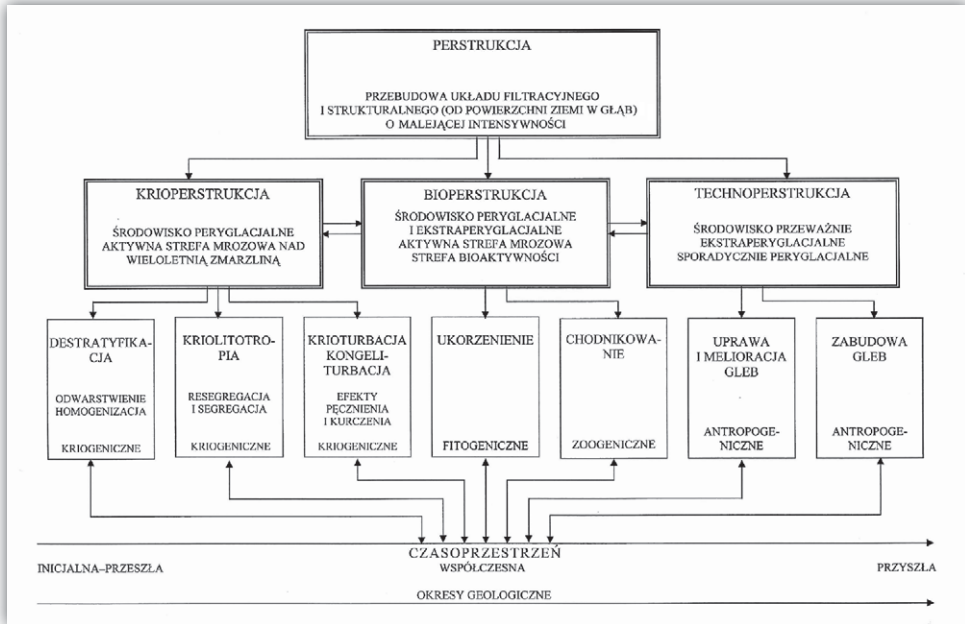 PERSTRUKCJA
PRZEBUDOWA UKŁADU FILTRACYJNEGO
I STRUKTURALNEGO (OD POWIERZCHNI ZIEMI W GŁĄB)
O MALEJĄCEJ INTENSYWNOŚCI
KRIOPERSTRUKCJA
ŚRODOWISKO PERYGLACJALNE
AKTYWNA STREFA MROZOWA NAD
WIELOLETNIĄ ZMARZLINĄ
BIOPERSTRUKCJA
ŚRODOWISKO PERYGLACJALNE
I EKSTRAPERYGLACJALNE
AKTYWNA STREFA MROZOWA
STREFA BIOAKTYWNOŚCI
TECHNOPERSTRUKCJA
ŚRODOWISKO PRZEWAŻNIE
EKSTRAPERYGLACJALNE
SPORADYCZNIE PERYGLACJALNE
DESTRATYFIKA-
CJA
ODWARSTWIENIE
HOMOGENIZACJA
KRIOGENICZNE
KRIOLITOTRO-
PIA
RESEGREGACJA
I SEGREGACJA
KRIOGENICZNE
KRIOTURBACJA
KONGELI-
TURBACJA
EFEKTY
PĘCZNIENIA
I KURCZENIA
KRIOGENICZNE
UKORZENIENIE
FITOGENICZNE
CHODNIKOWA-
NIE
ZOOGENICZNE
UPRAWA
I MELIORACJA
GLEB
ANTROPOGE-
NICZNE
ZABUDOWA
GLEB
ANTROPOGE-
NICZNE
CZASOPRZESTRZEŃ
INICJALNA–PRZESZŁA
WSPÓŁCZESNA
PRZYSZŁA
OKRESY GEOLOGICZNE